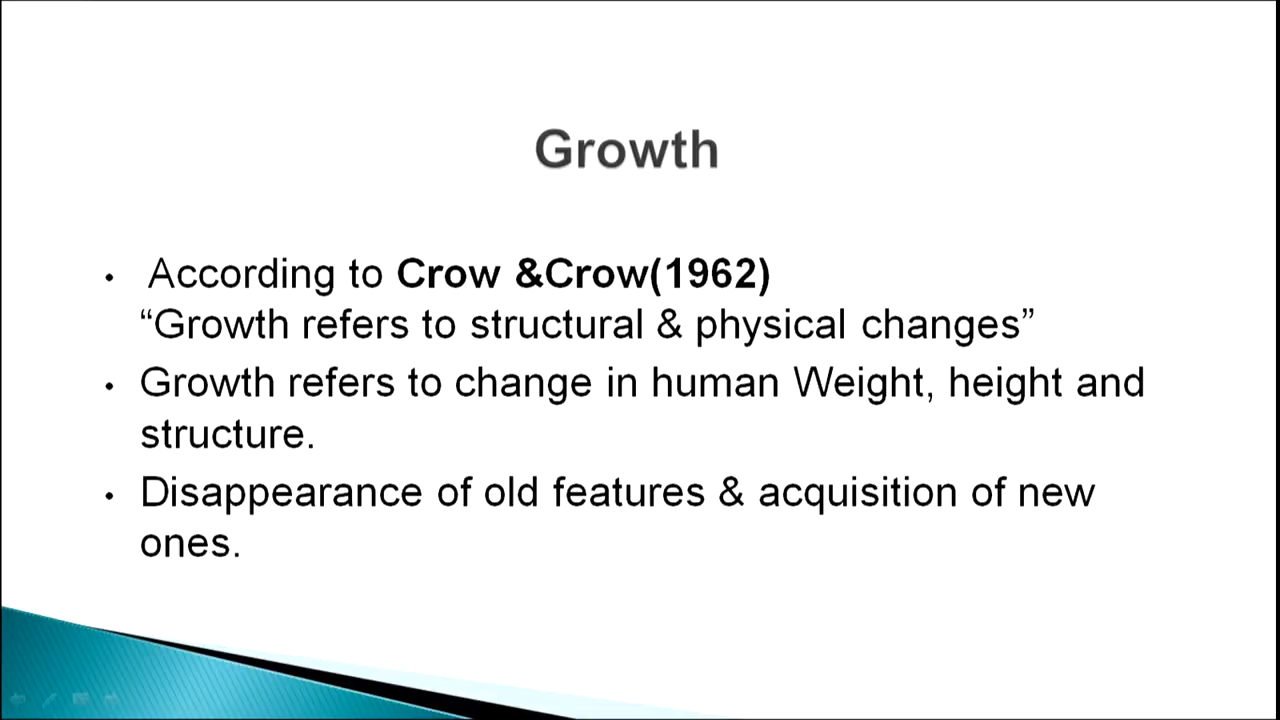 Growth
• According to Crow &Crow(1962)
“Growth refers to structural & physical changes”
• Growth refers to change in human Weight, height and
structure.
• Disappearance of old features & acquisition of new
ones.